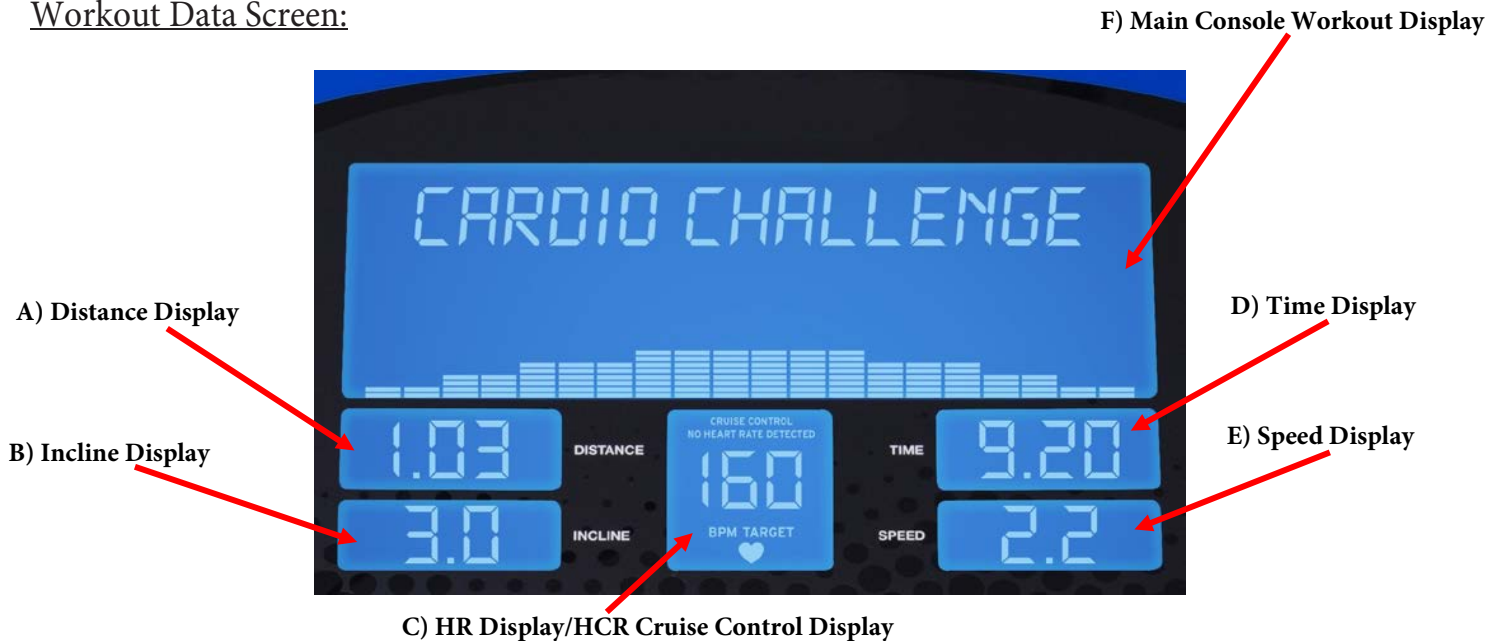 Workout Data Screen:
F) Main Console Workout Display
CARDIO CHALLENGE
A) Distance Display
D) Time Display
B) Incline Display
E) Speed Display
1.03
DISTANCE
CRUISE CONTROL
NO HEART RATE DETECTED
160
BPM TARGET
TIME
9.20
3.0
INCLINE
SPEED
2.2
C) HR Display/HCR Cruise Control Display